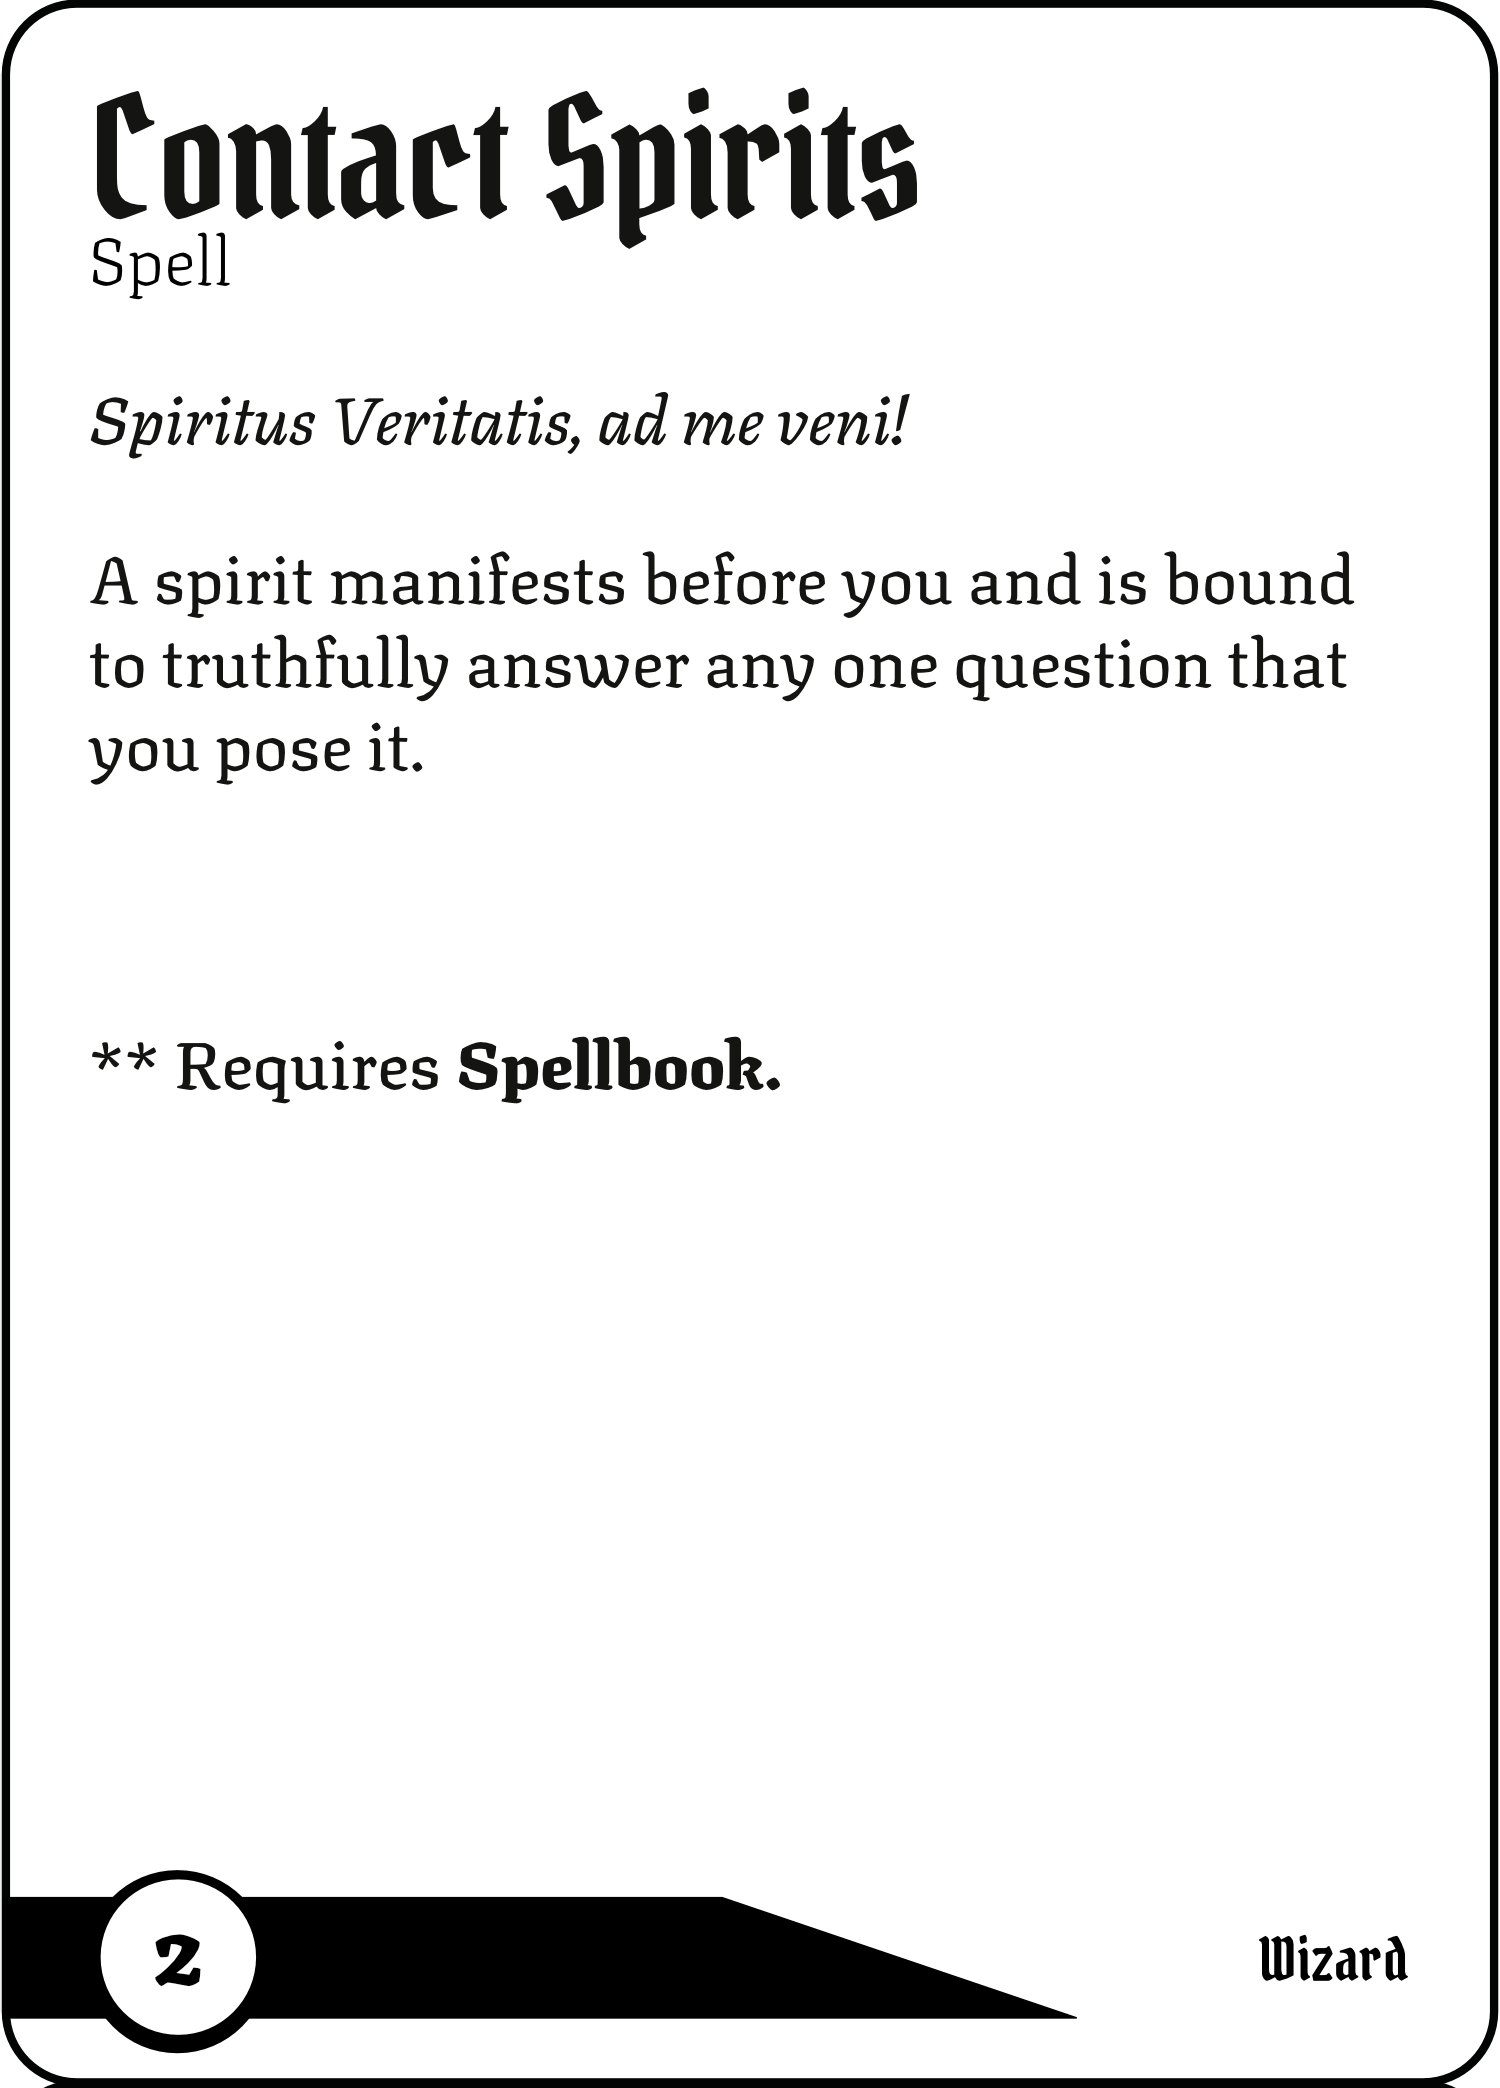 Contact Spirits
Spell
Spiritus Veritatis, ad me veni!
A spirit manifests before you and is bound
to truthfully answer any one question that
you pose it.
** Requires Spellbook.
2
Wizard